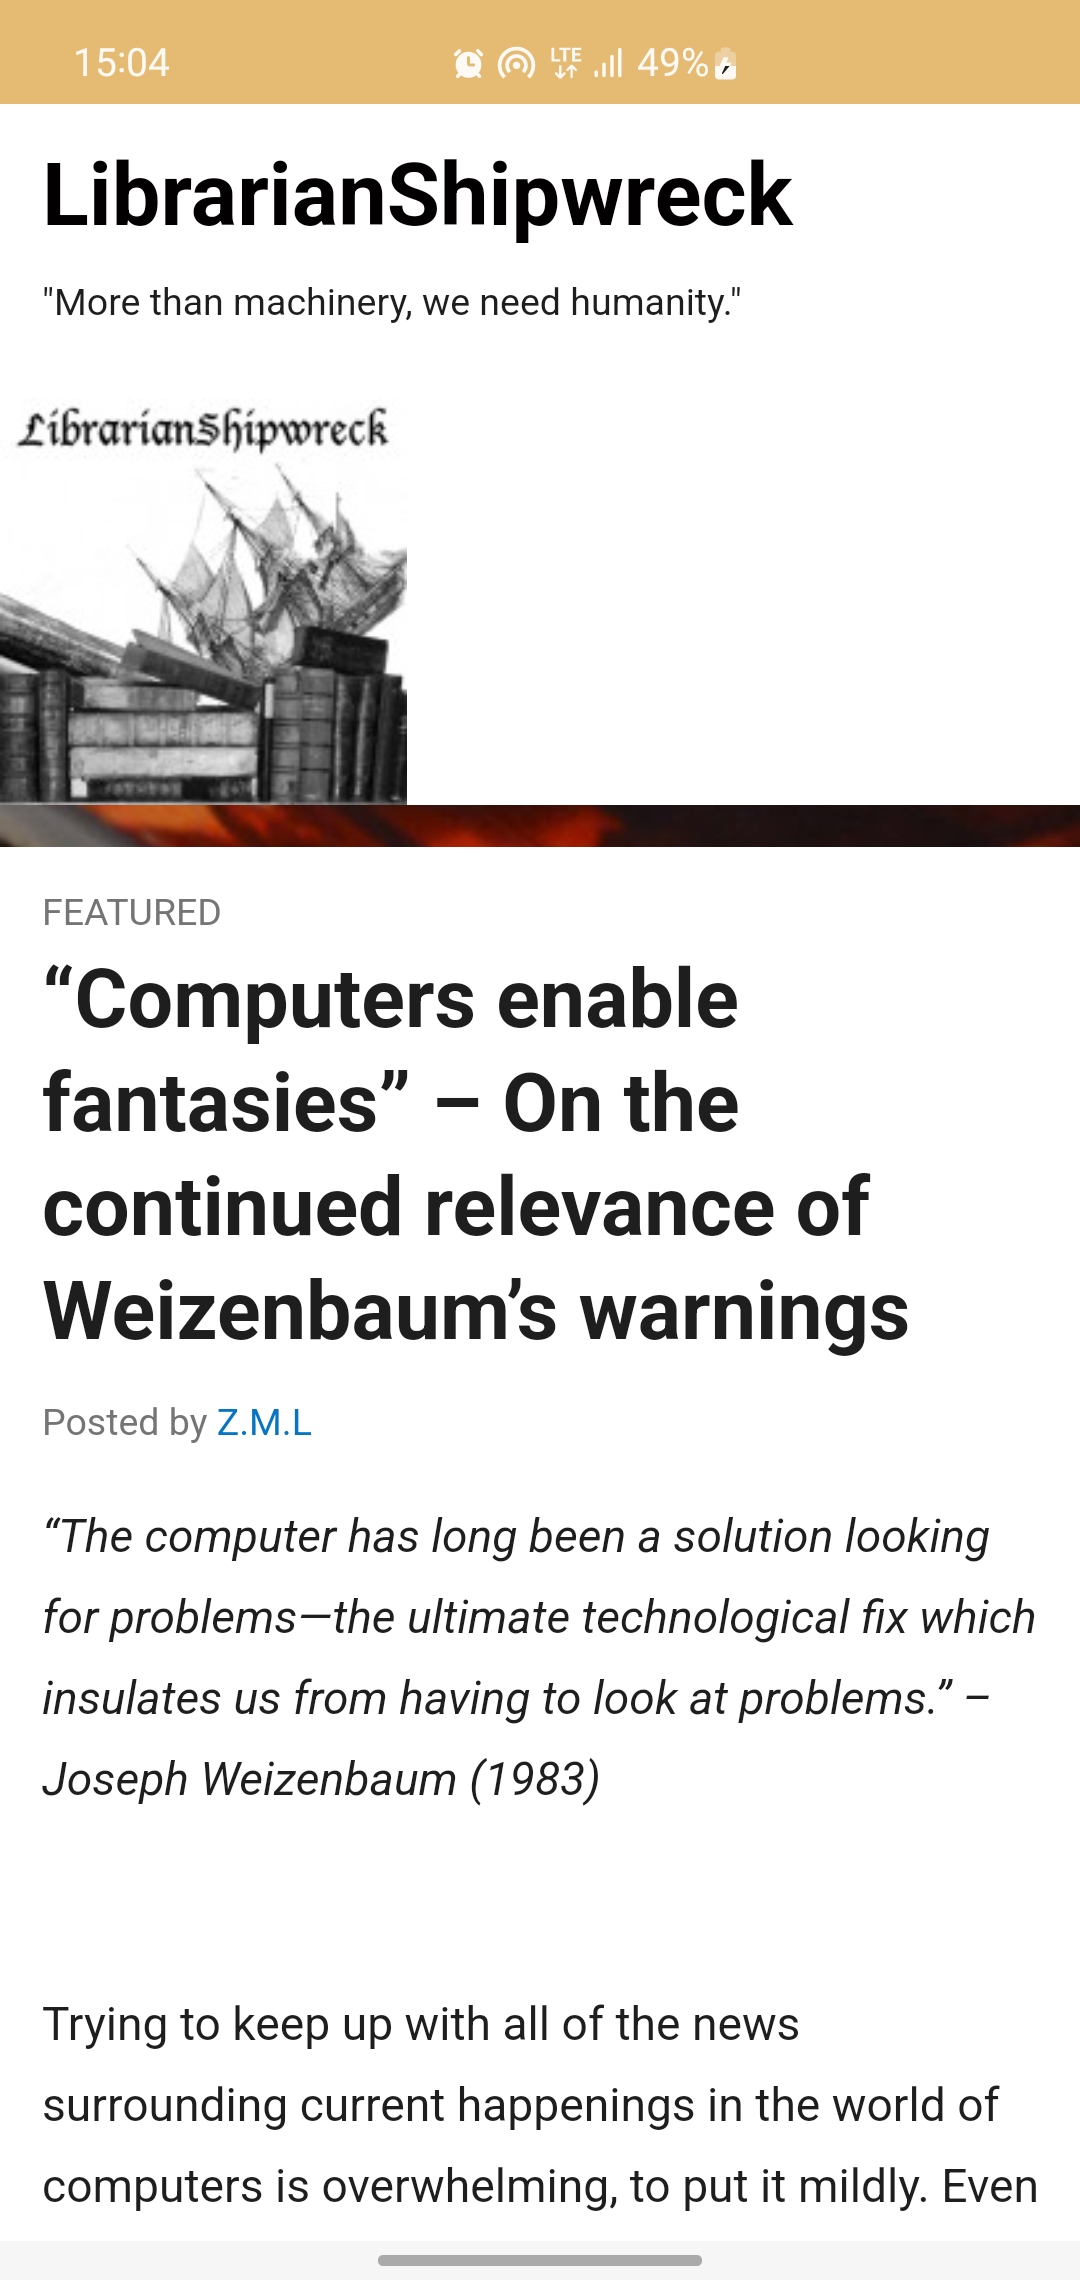 15:04
LTE
49%
LibrarianShipwreck
"More than machinery, we need humanity."
LibrarianShipwreck
FEATURED
“Computers enable
fantasies” – On the
continued relevance of
Weizenbaum’s warnings
Posted by Z.M.L
“The computer has long been a solution looking
for problems—the ultimate technological fix which
insulates us from having to look at problems.” –
Joseph Weizenbaum (1983)
Trying to keep up with all of the news
surrounding current happenings in the world of
computers is overwhelming, to put it mildly. Even